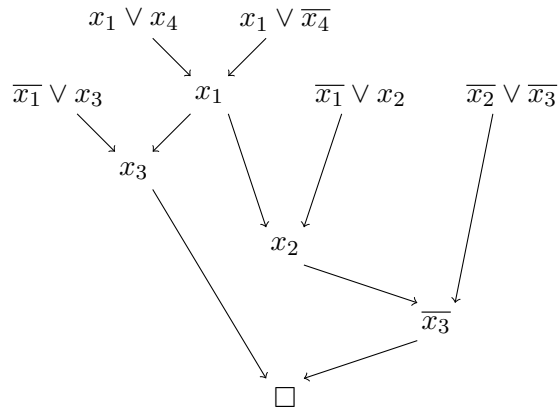 x₁ ∨ x₄ x₁ ∨ x̅₄
x̅₁ ∨ x₃ x₁ x̅₁ ∨ x₂ x̅₂ ∨ x̅₃
x₃
x₂
x̅₃
□